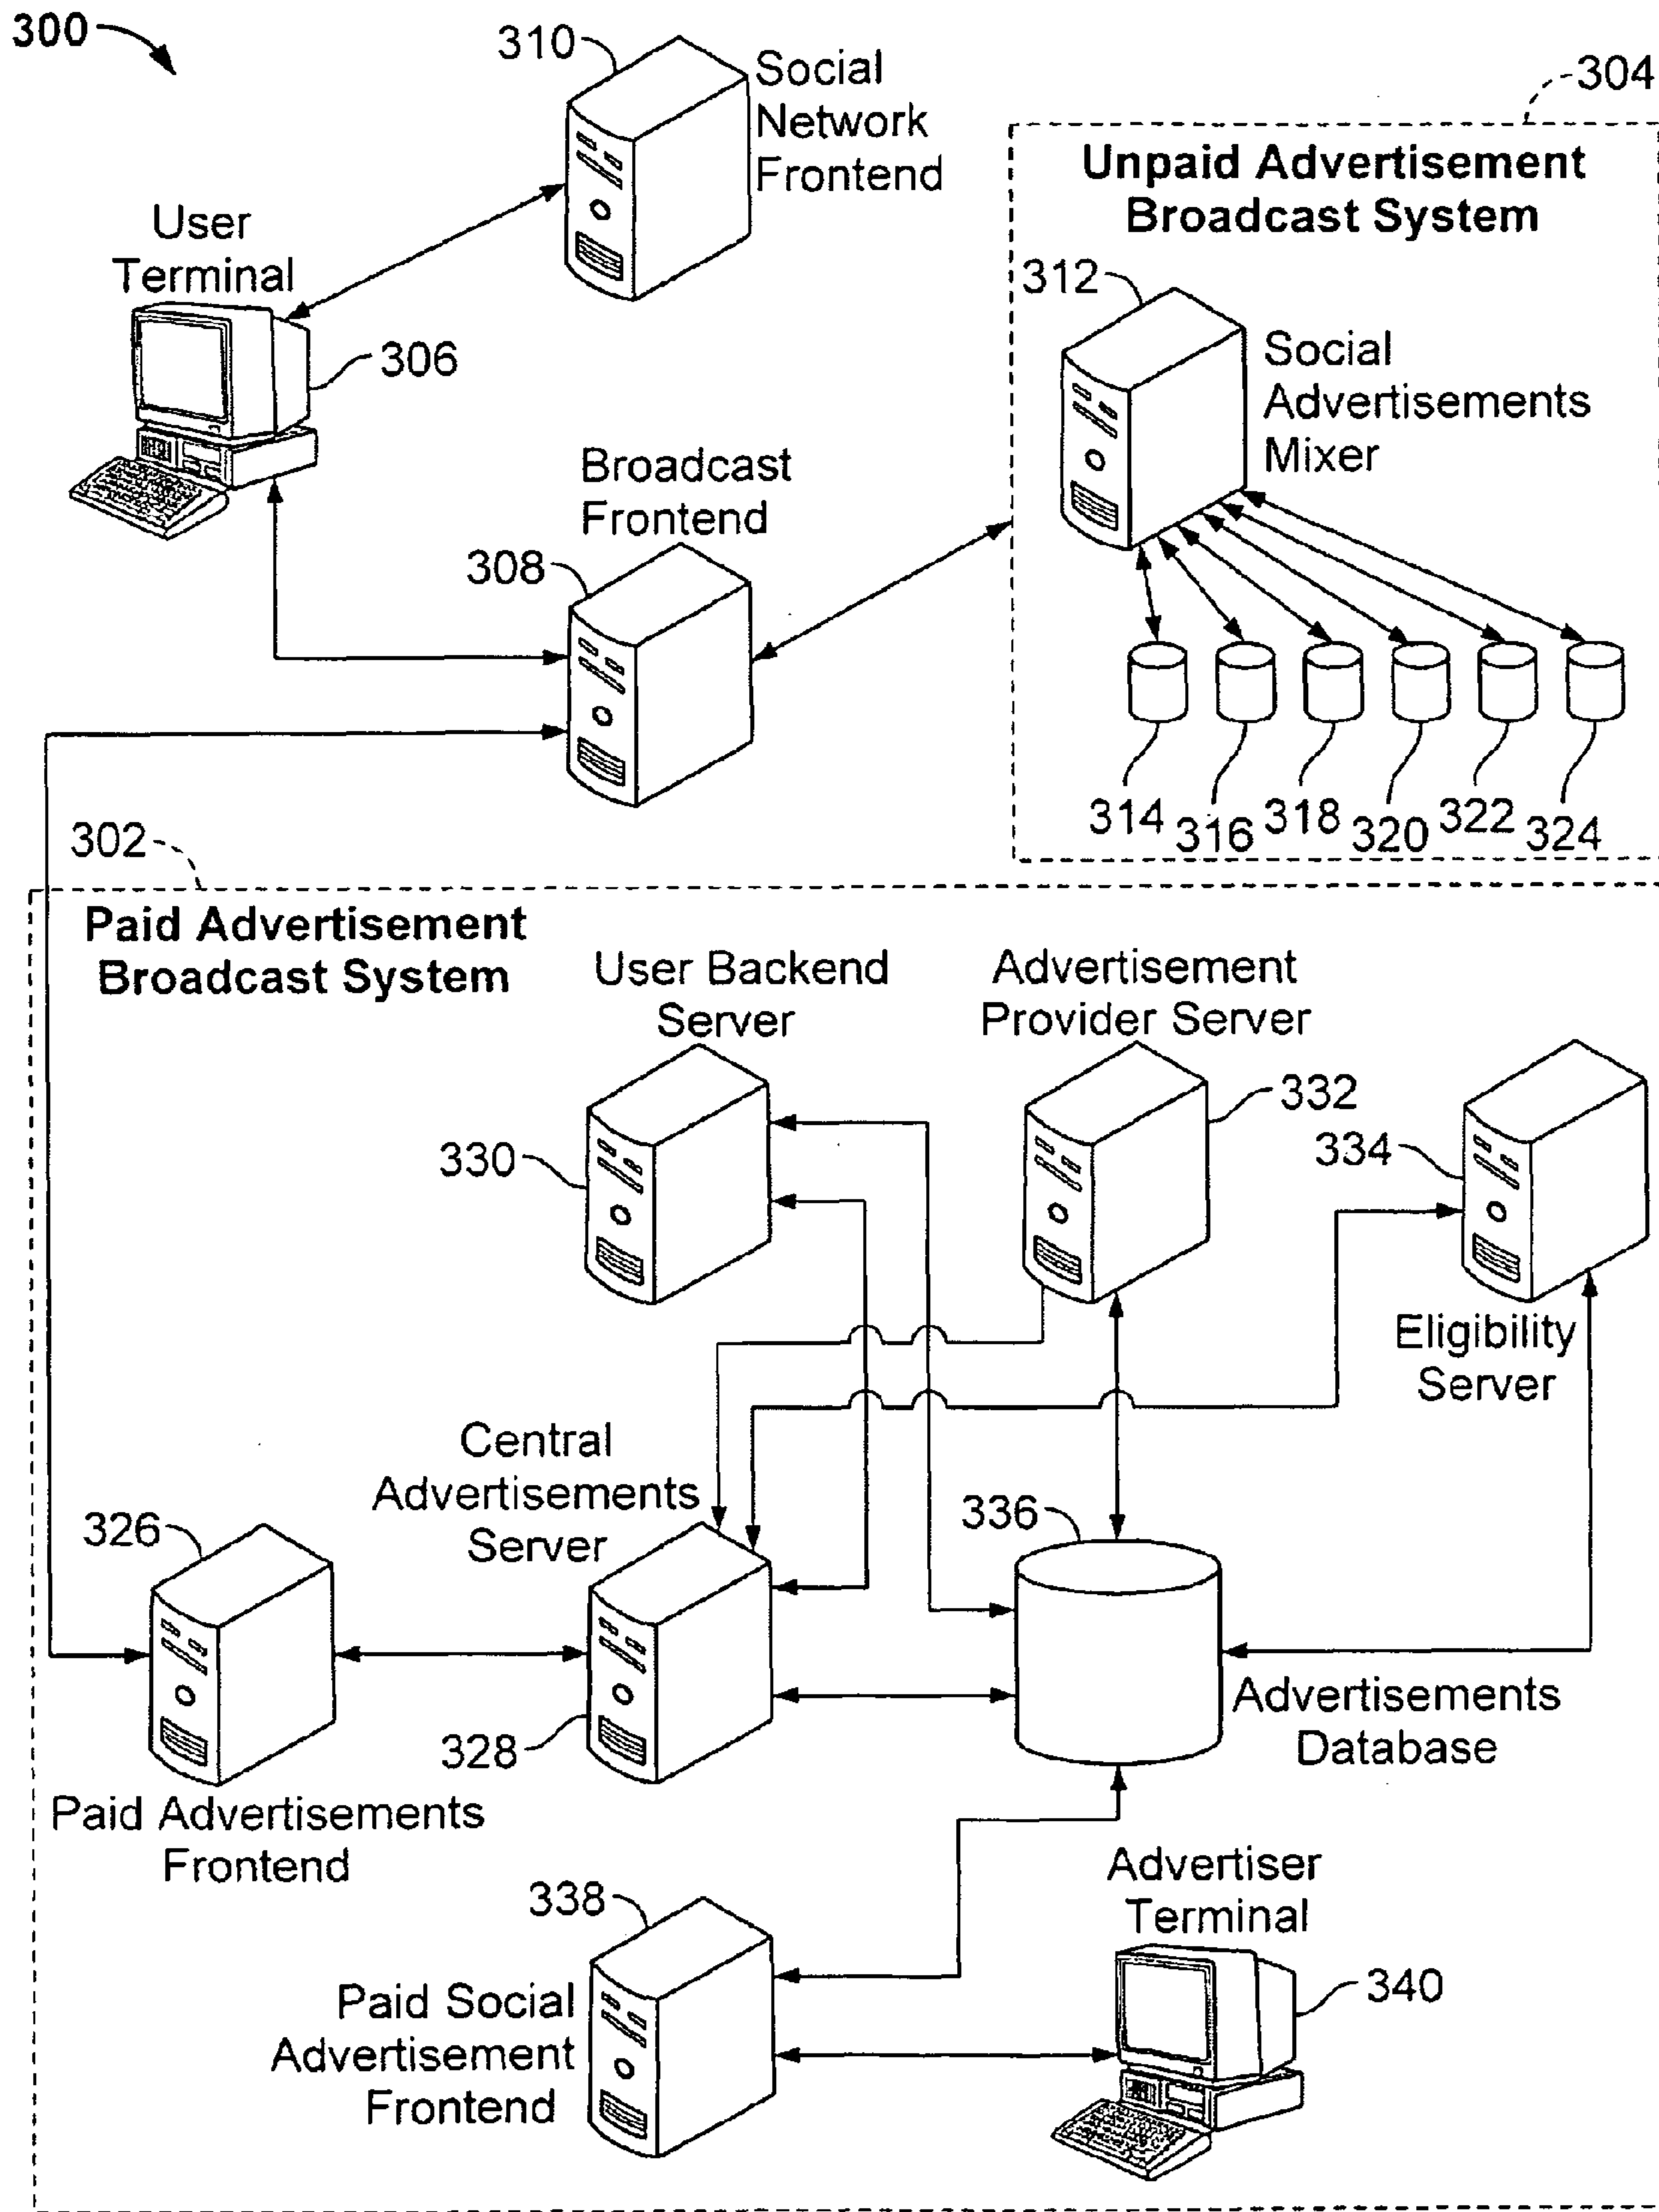 300
310
Social
Network
Frontend
304
Unpaid Advertisement
Broadcast System
User
Terminal
306
312
Social
Advertisements
Mixer
Broadcast
Frontend
308
314 316 318 320 322 324
302
Paid Advertisement
Broadcast System
User Backend
Server
Advertisement
Provider Server
330
332
334
Eligibility
Server
Central
Advertisements
Server
326
336
328
Advertisements
Database
Paid Advertisements
Frontend
338
Advertiser
Terminal
340
Paid Social
Advertisement
Frontend